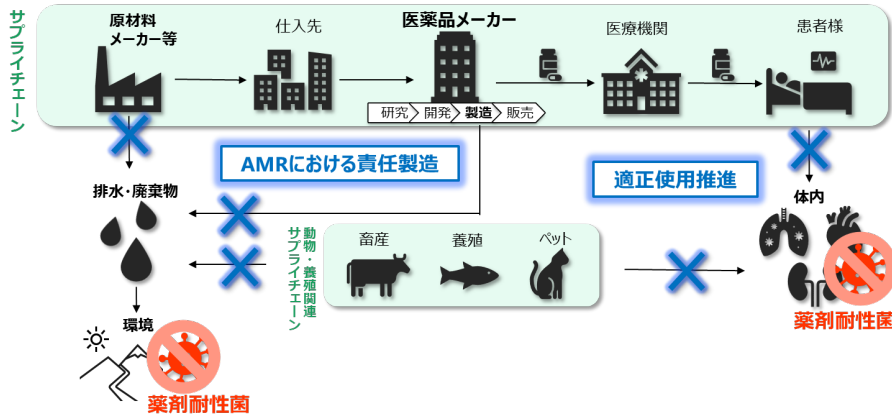 サプライチェーン
原材料
メーカー等
仕入先
医薬品メーカー
医療機関
患者様
研究
開発
製造
販売
AMRにおける責任製造
適正使用推進
排水・廃棄物
体内
動物・養殖関連
サプライチェーン
畜産
養殖
ペット
環境
薬剤耐性菌
薬剤耐性菌